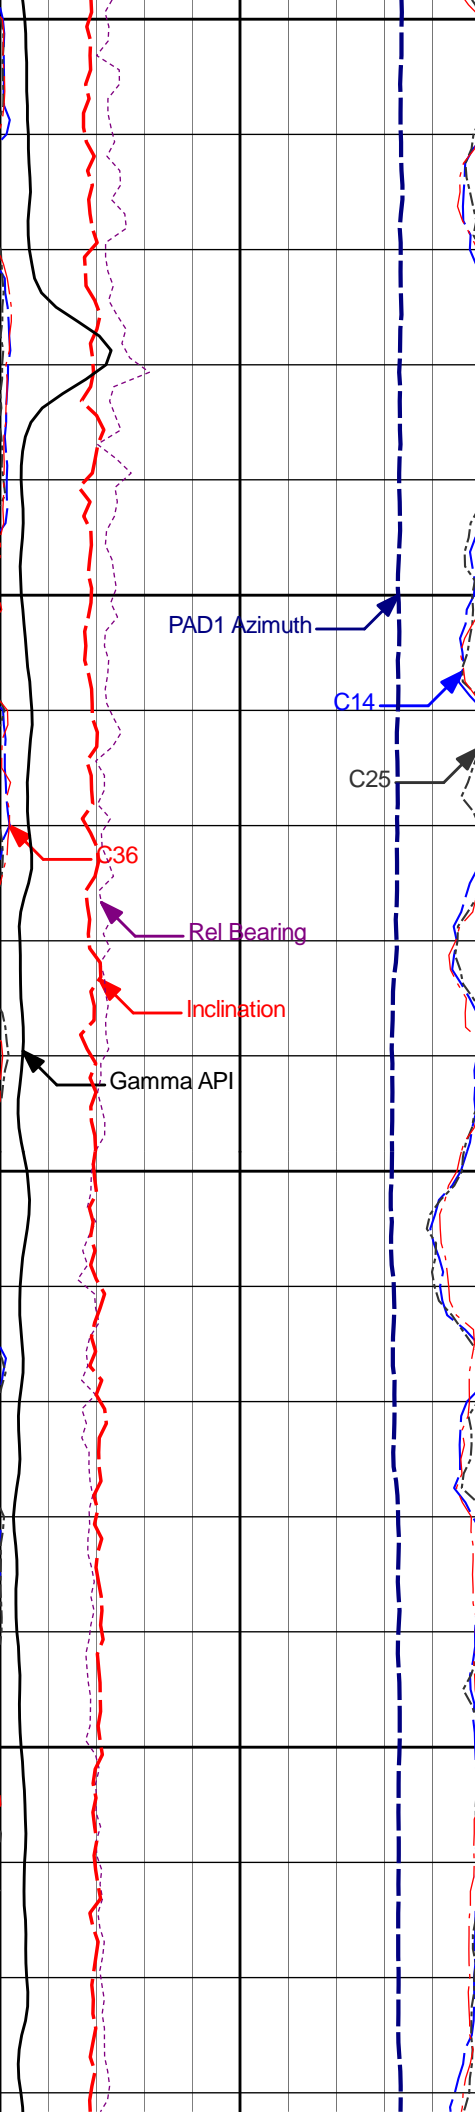 PAD1 Azimuth
C14
C25
C36
Rel Bearing
Inclination
Gamma API